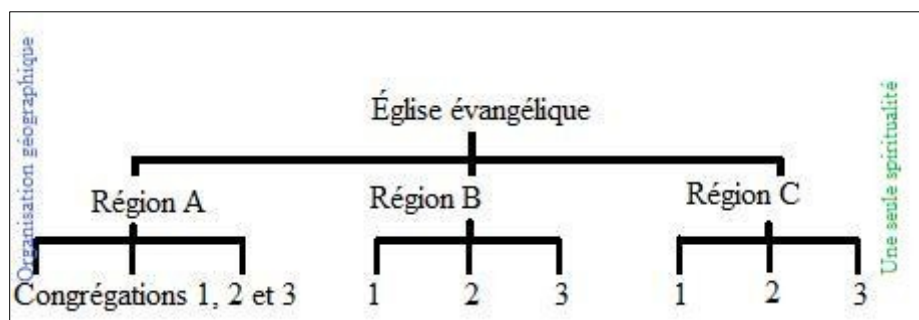 Organisation géographique
Église évangélique
Une seule spiritualité
Région A
Région B
Région C
Congrégations 1, 2 et 3
1 2 3
1 2 3